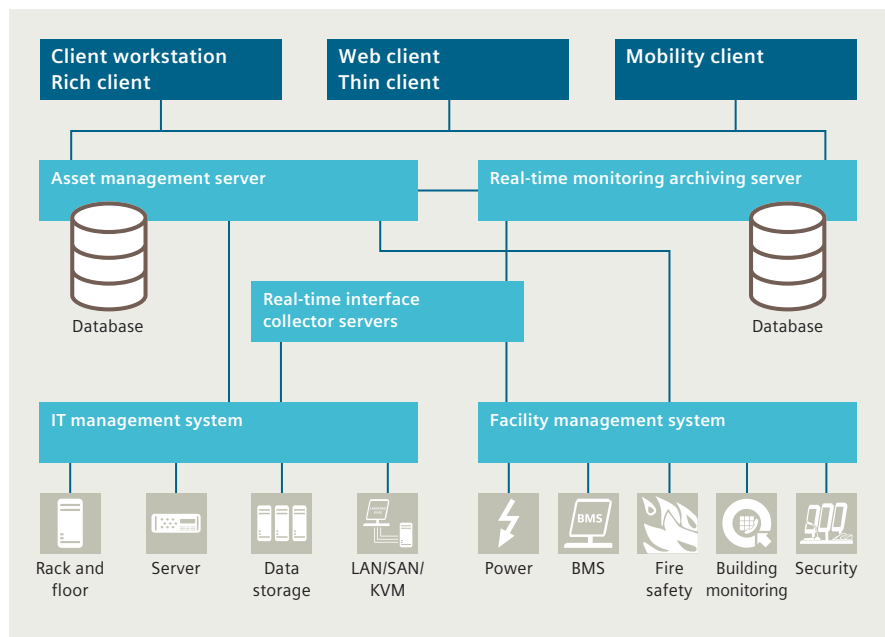 Client workstation
Rich client
Web client
Thin client
Mobility client
Asset management server
Real-time monitoring archiving server
Database
Database
Real-time interface
collector servers
IT management system
Facility management system
BMS
Rack and
floor
Server
Data
storage
LAN/SAN/
KVM
Power
BMS
Fire
safety
Building
monitoring
Security